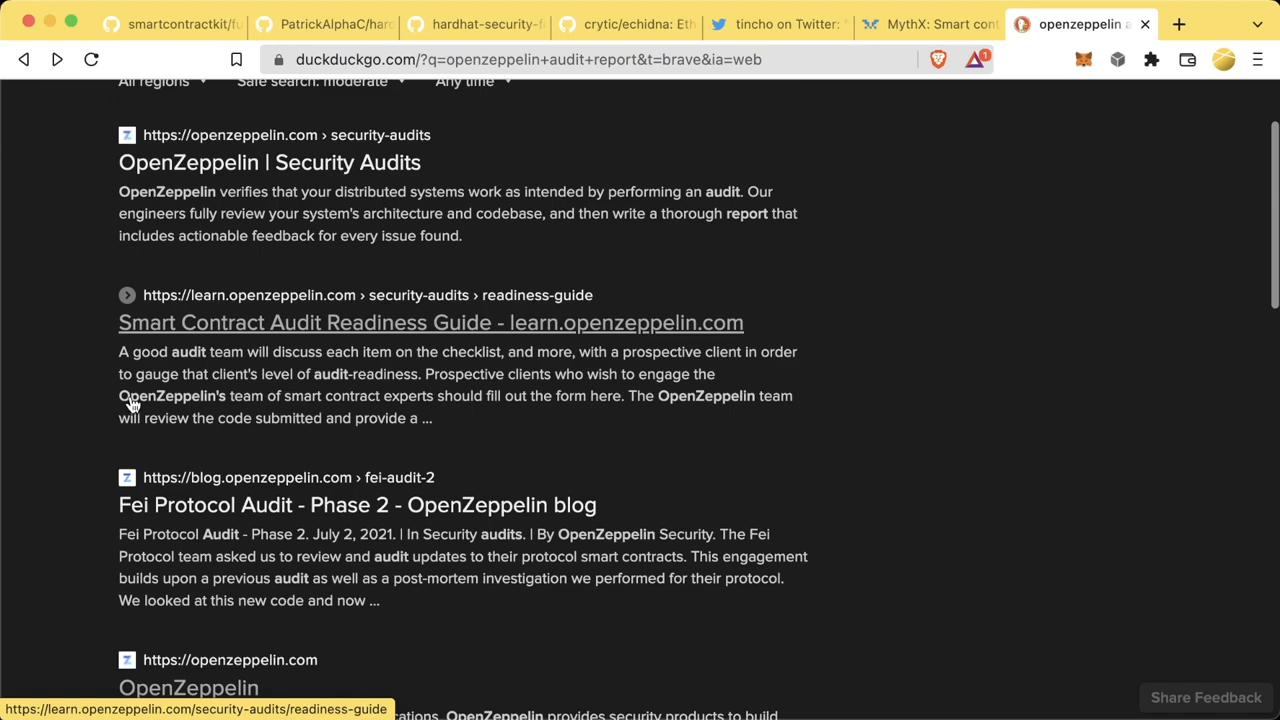 smartcontractkit/fu
PatrickAlphaC/hard
hardhat-security-f
crytic/echidna: Eth
tincho on Twitter: "
MythX: Smart cont
openzeppelin a
duckduckgo.com/?q=openzeppelin+audit+report&t=brave&ia=web
1
All regions
Safe search: moderate
Any time
https://openzeppelin.com › security-audits
OpenZeppelin | Security Audits
OpenZeppelin verifies that your distributed systems work as intended by performing an audit. Our
engineers fully review your system's architecture and codebase, and then write a thorough report that
includes actionable feedback for every issue found.
https://learn.openzeppelin.com › security-audits › readiness-guide
Smart Contract Audit Readiness Guide - learn.openzeppelin.com
A good audit team will discuss each item on the checklist, and more, with a prospective client in order
to gauge that client's level of audit-readiness. Prospective clients who wish to engage the
OpenZeppelin's team of smart contract experts should fill out the form here. The OpenZeppelin team
will review the code submitted and provide a ...
https://blog.openzeppelin.com › fei-audit-2
Fei Protocol Audit - Phase 2 - OpenZeppelin blog
Fei Protocol Audit - Phase 2. July 2, 2021. | In Security audits. | By OpenZeppelin Security. The Fei
Protocol team asked us to review and audit updates to their protocol smart contracts. This engagement
builds upon a previous audit as well as a post-mortem investigation we performed for their protocol.
We looked at this new code and now ...
https://openzeppelin.com
OpenZeppelin
Share Feedback
https://learn.openzeppelin.com/security-audits/readiness-guide
cations. OpenZeppelin provides security products to build